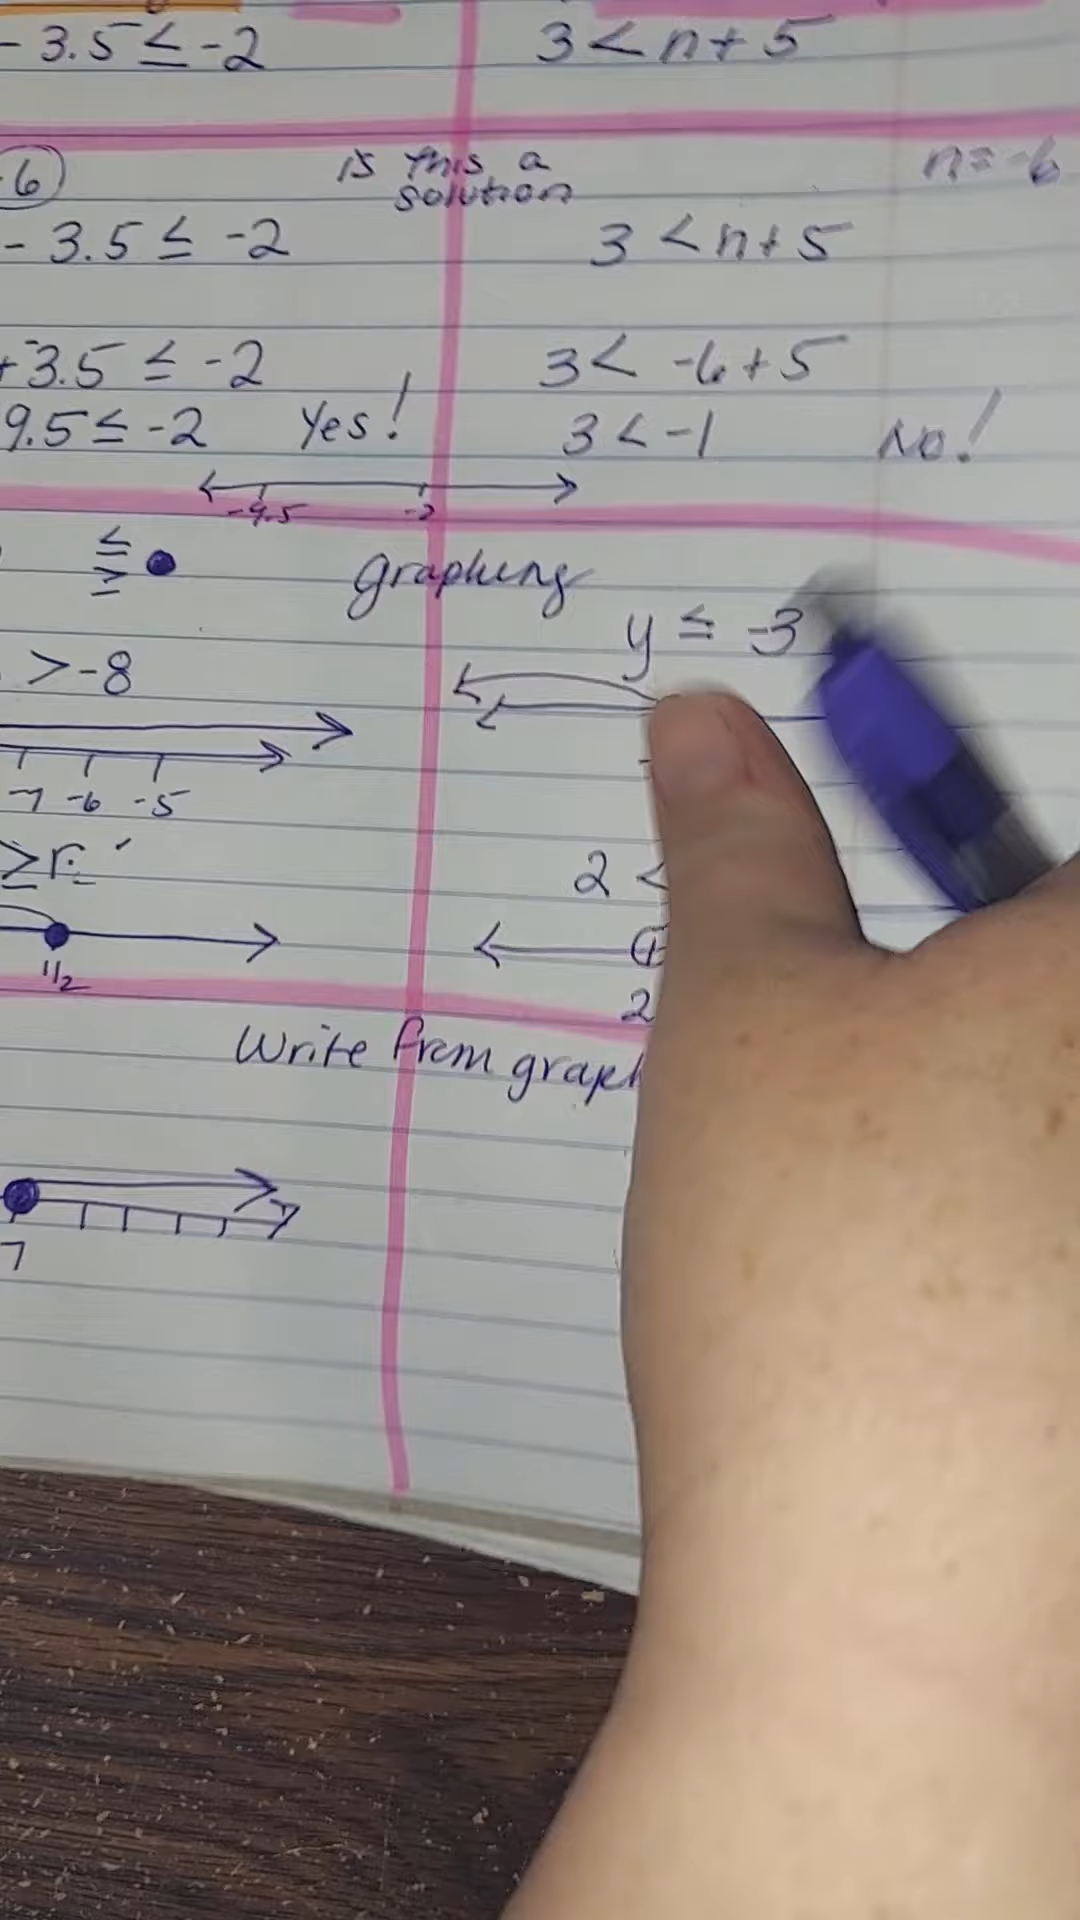 - 3.5 ≤ -2
3 < n + 5
6
is this a
solution
n = -6
- 3.5 ≤ -2
3 < n + 5
+ -3.5 ≤ -2
3 < -6 + 5
9.5 ≤ -2 Yes!
3 < -1 No!
-9.5 -2
≤
≥ ●
graphing
y ≤ -3
> -8
-7 -6 -5
2 <
1/2
2
Write from graph
7